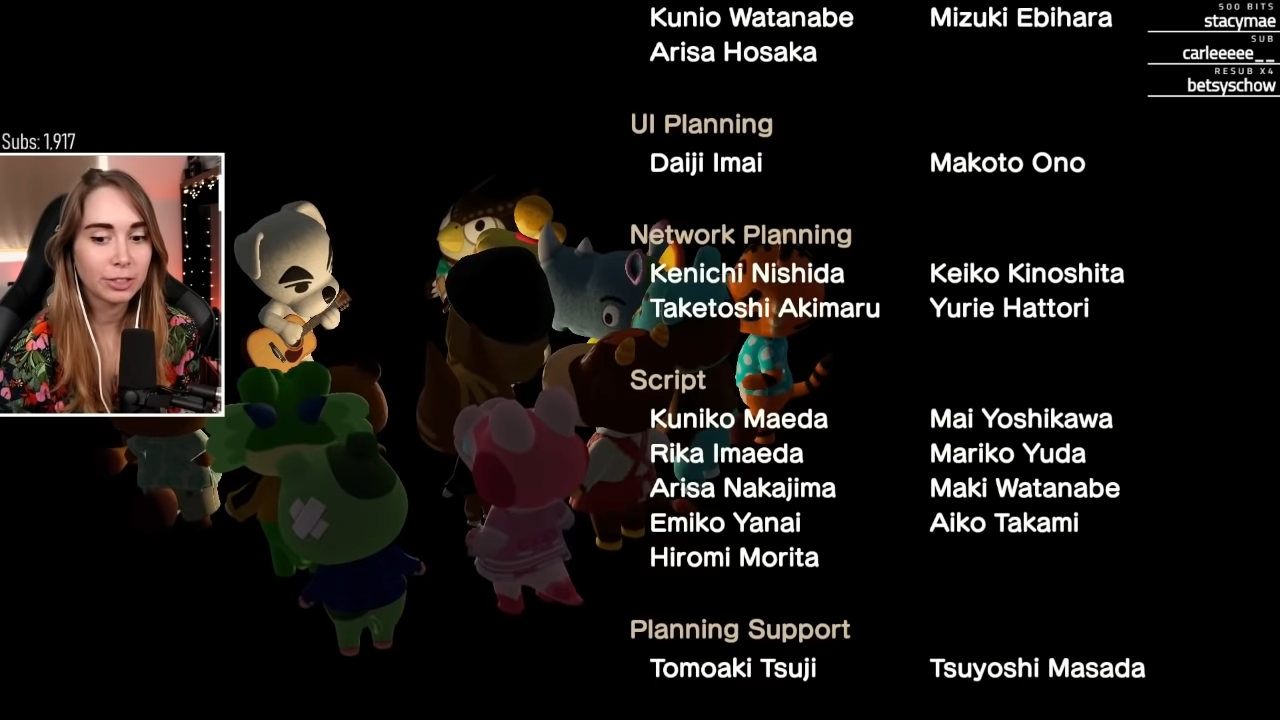 Kunio Watanabe Mizuki Ebihara
Arisa Hosaka
UI Planning
Daiji Imai Makoto Ono
Network Planning
Kenichi Nishida Keiko Kinoshita
Taketoshi Akimaru Yurie Hattori
Script
Kuniko Maeda Mai Yoshikawa
Rika Imaeda Mariko Yuda
Arisa Nakajima Maki Watanabe
Emiko Yanai Aiko Takami
Hiromi Morita
Planning Support
Tomoaki Tsuji Tsuyoshi Masada
500 BITS
stacymae
SUB
carleeeee__
RESUB X4
betsyschow
Subs: 1,917